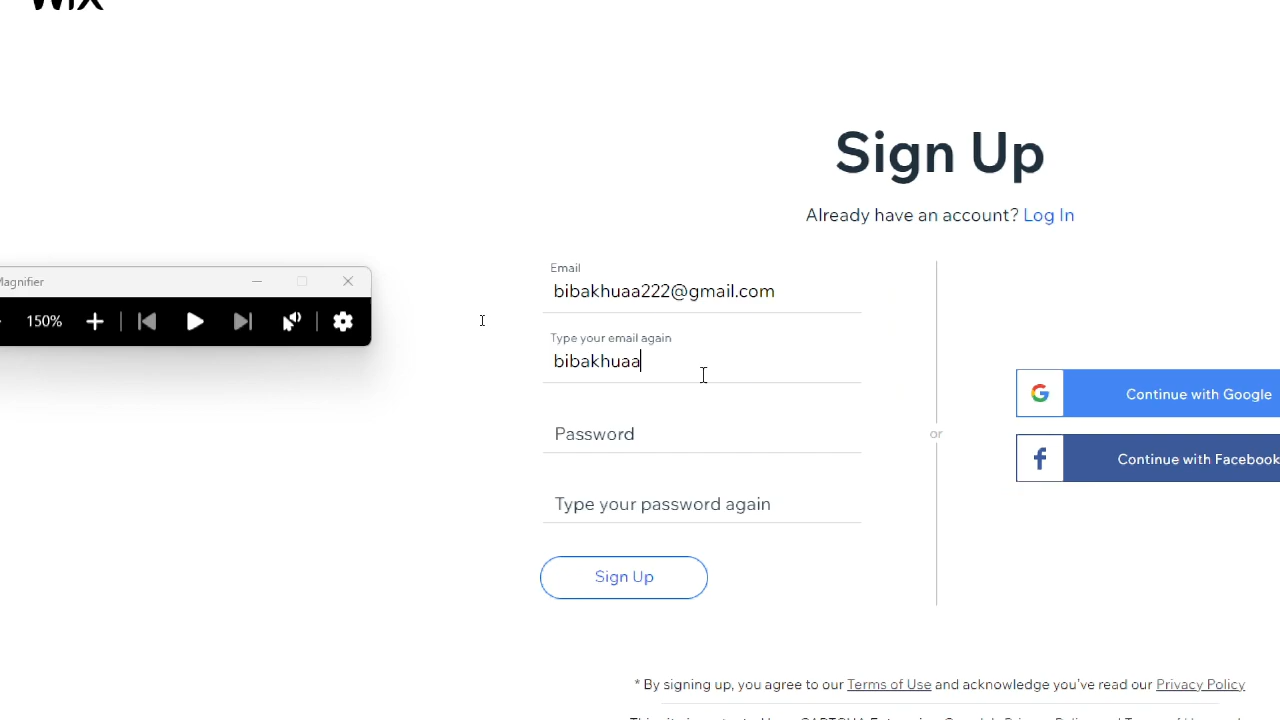 WIX
Sign Up
Already have an account? Log In
Magnifier
150%
Email
bibakhuaa222@gmail.com
Type your email again
bibakhuaa
Password
Type your password again
Sign Up
or
Continue with Google
Continue with Facebook
* By signing up, you agree to our Terms of Use and acknowledge you've read our Privacy Policy